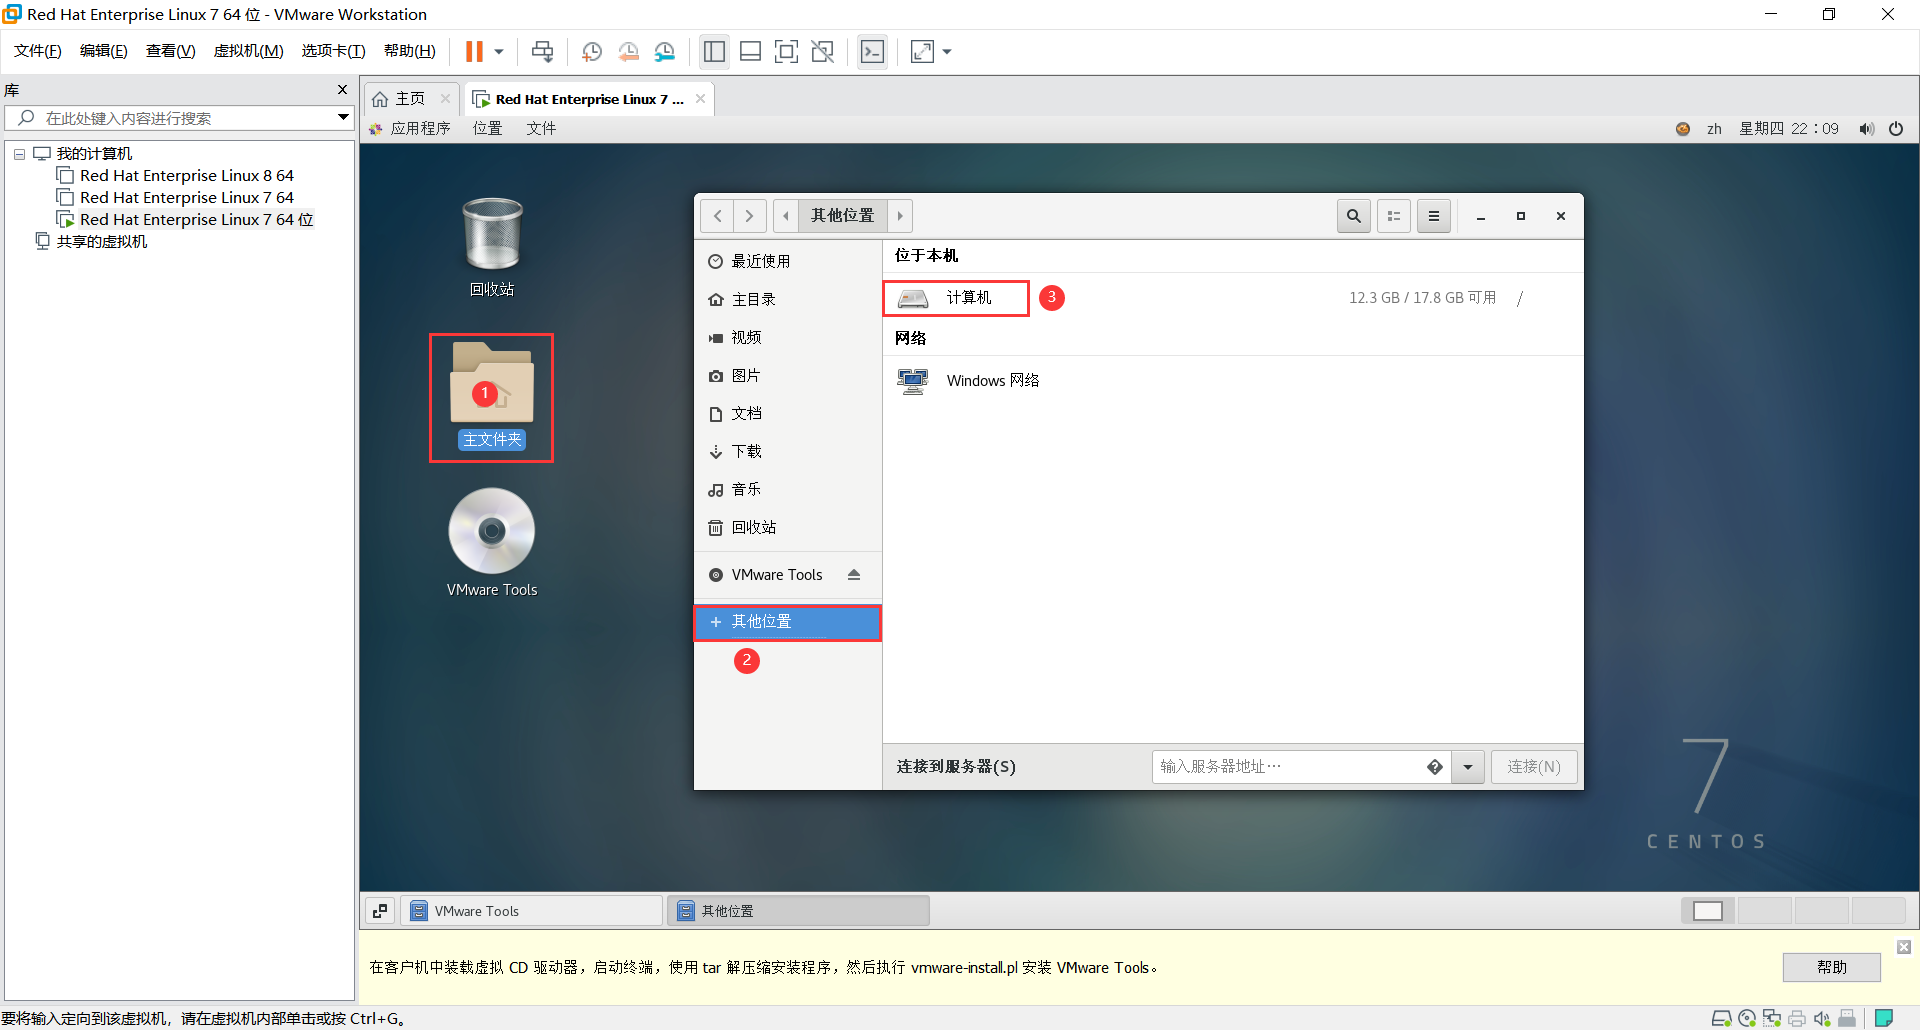 Red Hat Enterprise Linux 7 64 位 - VMware Workstation
文件(F) 编辑(E) 查看(V) 虚拟机(M) 选项卡(T) 帮助(H)
库
在此处键入内容进行搜索
我的计算机
Red Hat Enterprise Linux 8 64
Red Hat Enterprise Linux 7 64
Red Hat Enterprise Linux 7 64 位
共享的虚拟机
主页
Red Hat Enterprise Linux 7 ...
应用程序 位置 文件
zh 星期四 22：09
回收站
1
主文件夹
VMware Tools
其他位置
最近使用
主目录
视频
图片
文档
下载
音乐
回收站
VMware Tools
其他位置
2
位于本机
计算机
3
12.3 GB / 17.8 GB 可用 /
网络
Windows 网络
连接到服务器(S)
输入服务器地址…
连接(N)
7
CENTOS
VMware Tools
其他位置
在客户机中装载虚拟 CD 驱动器，启动终端，使用 tar 解压缩安装程序，然后执行 vmware-install.pl 安装 VMware Tools。
帮助
要将输入定向到该虚拟机，请在虚拟机内部单击或按 Ctrl+G。